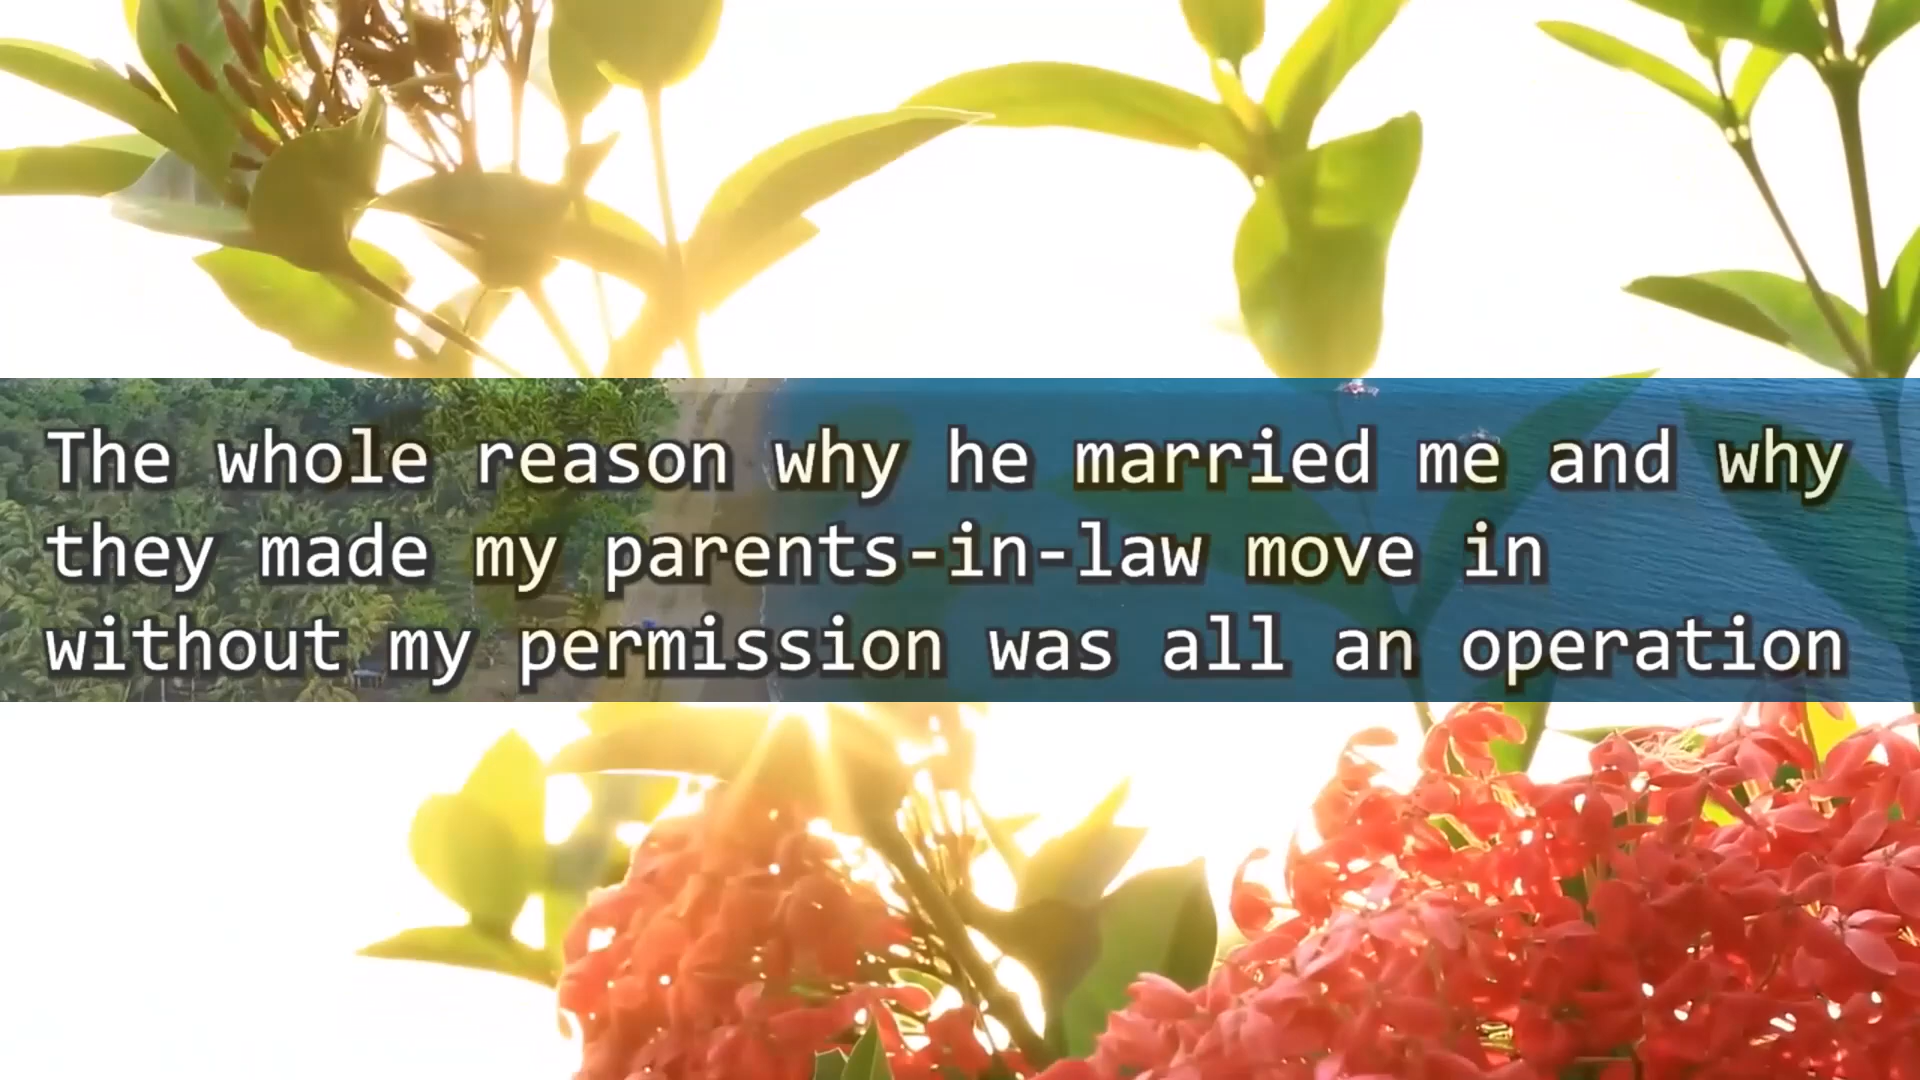 The whole reason why he married me and why
they made my parents-in-law move in
without my permission was all an operation